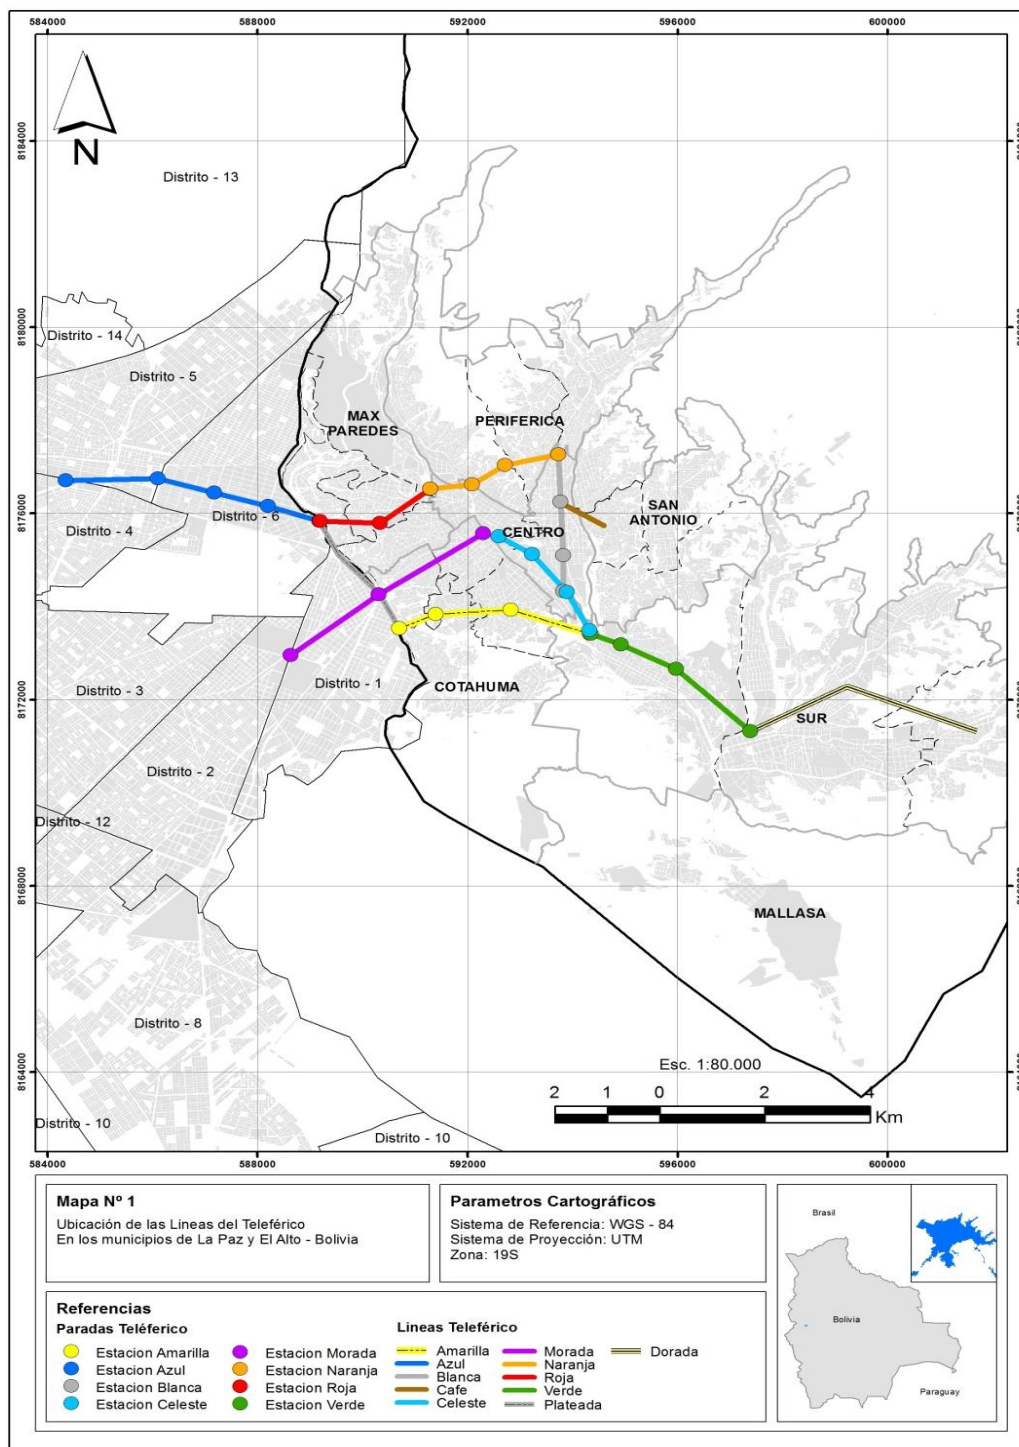 584000 588000 592000 596000 600000
8184000
8180000
8176000
8172000
8168000
8164000
N
Distrito - 13
Distrito - 14
Distrito - 5
MAX
PAREDES
PERIFERICA
Distrito - 4
Distrito - 6
CENTRO
SAN
ANTONIO
Distrito - 3
Distrito - 1
COTAHUMA
SUR
Distrito - 2
Distrito - 12
MALLASA
Distrito - 8
Distrito - 10
Distrito - 10
Esc. 1:80.000
2 1 0 2 4
Km
584000 588000 592000 596000 600000
Mapa Nº 1
Ubicación de las Lineas del Teleférico
En los municipios de La Paz y El Alto - Bolivia
Parametros Cartográficos
Sistema de Referencia: WGS - 84
Sistema de Proyección: UTM
Zona: 19S
Brasil
Bolivia
Paraguay
Referencias
Paradas Teléferico
Estacion Amarilla
Estacion Azul
Estacion Blanca
Estacion Celeste
Estacion Morada
Estacion Naranja
Estacion Roja
Estacion Verde
Lineas Teleférico
Amarilla
Azul
Blanca
Cafe
Celeste
Morada
Naranja
Roja
Verde
Plateada
Dorada